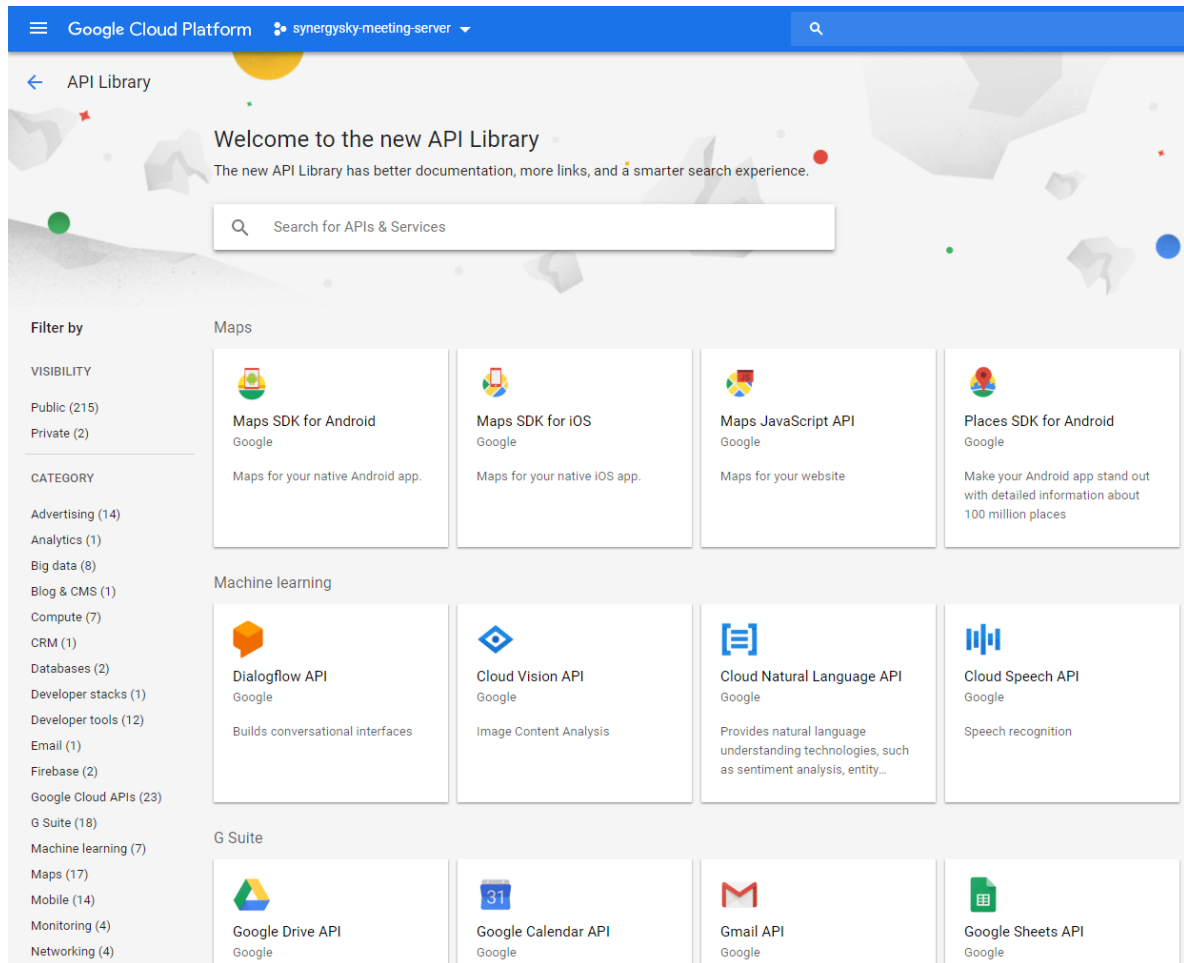 Google Cloud Platform synergysky-meeting-server
API Library
Welcome to the new API Library
The new API Library has better documentation, more links, and a smarter search experience.
Search for APIs & Services
Filter by
VISIBILITY
Public (215)
Private (2)
CATEGORY
Advertising (14)
Analytics (1)
Big data (8)
Blog & CMS (1)
Compute (7)
CRM (1)
Databases (2)
Developer stacks (1)
Developer tools (12)
Email (1)
Firebase (2)
Google Cloud APIs (23)
G Suite (18)
Machine learning (7)
Maps (17)
Mobile (14)
Monitoring (4)
Networking (4)
Maps
Maps SDK for Android
Google
Maps for your native Android app.
Maps SDK for iOS
Google
Maps for your native iOS app.
Maps JavaScript API
Google
Maps for your website
Places SDK for Android
Google
Make your Android app stand out
with detailed information about
100 million places
Machine learning
Dialogflow API
Google
Builds conversational interfaces
Cloud Vision API
Google
Image Content Analysis
Cloud Natural Language API
Google
Provides natural language
understanding technologies, such
as sentiment analysis, entity...
Cloud Speech API
Google
Speech recognition
G Suite
Google Drive API
Google
31
Google Calendar API
Google
Gmail API
Google
Google Sheets API
Google